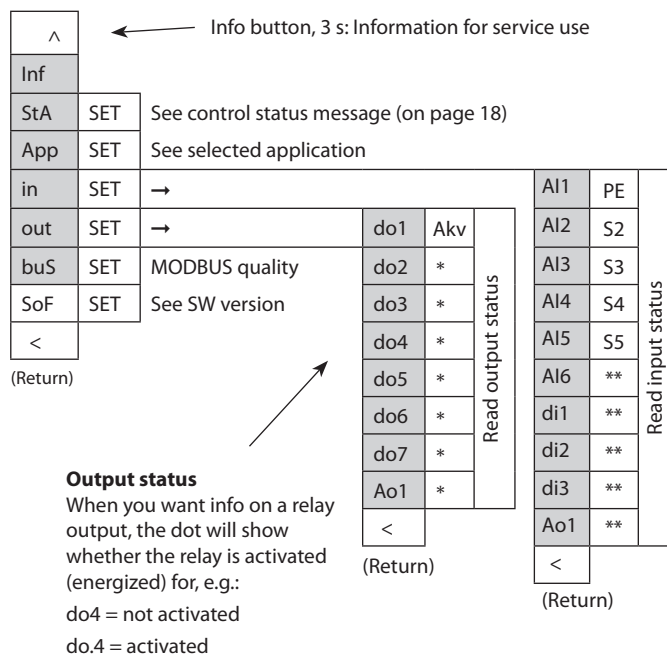 ^
Info button, 3 s: Information for service use
Inf
StA SET See control status message (on page 18)
App SET See selected application
in SET →
out SET →
buS SET MODBUS quality
SoF SET See SW version
<
(Return)
do1 Akv
do2 *
do3 *
do4 *
do5 *
do6 *
do7 *
Ao1 *
<
(Return)
Read output status
AI1 PE
AI2 S2
AI3 S3
AI4 S4
AI5 S5
AI6 **
di1 **
di2 **
di3 **
Ao1 **
<
(Return)
Read input status
Output status
When you want info on a relay
output, the dot will show
whether the relay is activated
(energized) for, e.g.:
do4 = not activated
do.4 = activated